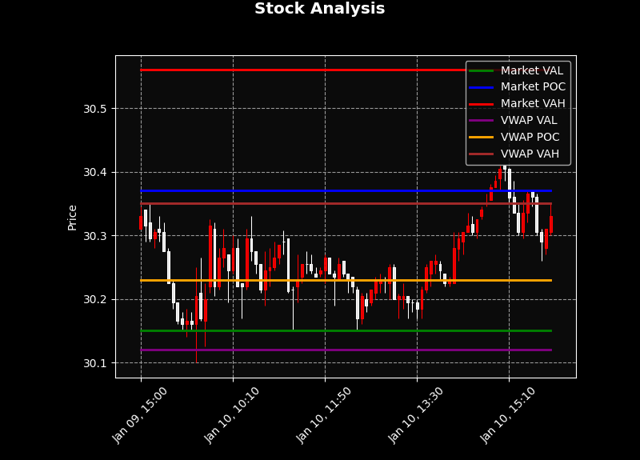 Stock Analysis
Market VAL
Market POC
Market VAH
VWAP VAL
VWAP POC
VWAP VAH
Price
30.5
30.4
30.3
30.2
30.1
Jan 09, 15:00
Jan 10, 10:10
Jan 10, 11:50
Jan 10, 13:30
Jan 10, 15:10